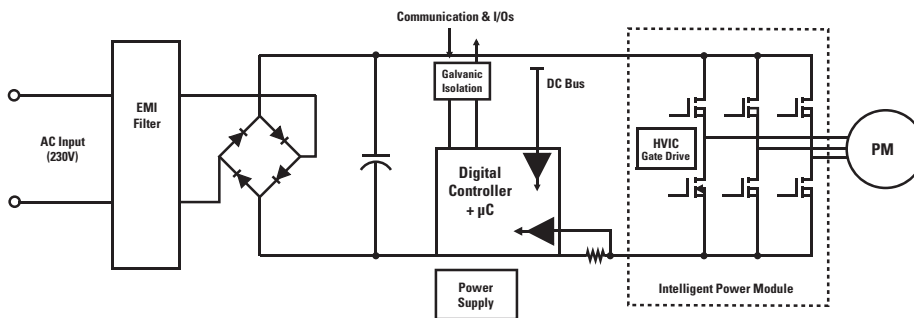 Communication & I/Os
EMI
Filter
AC Input
(230V)
Galvanic
Isolation
DC Bus
Digital
Controller
+ µC
HVIC
Gate Drive
PM
Power
Supply
Intelligent Power Module